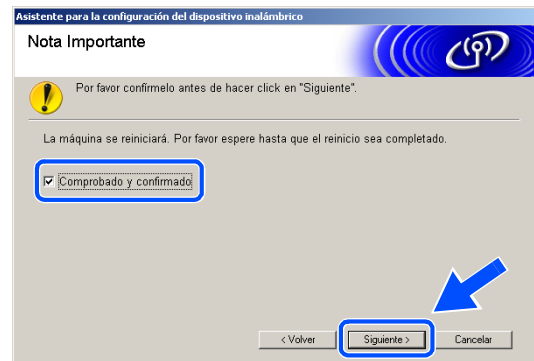 Asistente para la configuración del dispositivo inalámbrico
Nota Importante
Por favor confírmelo antes de hacer click en "Siguiente".
La máquina se reiniciará. Por favor espere hasta que el reinicio sea completado.
Comprobado y confirmado
< Volver
Siguiente >
Cancelar